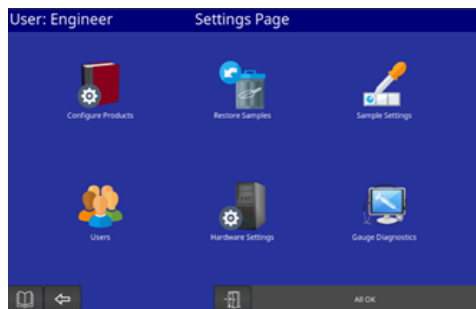 User: Engineer Settings Page
Configure Products Restore Samples Sample Settings
Users Hardware Settings Gauge Diagnostics
All OK